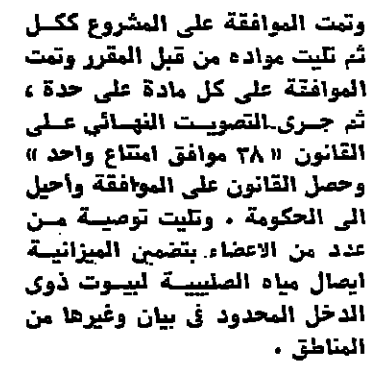 وتمت الموافقة على المشروع ككل
ثم تليت مواده من قبل المقرر وتمت
الموافقة على كل مادة على حدة ،
ثم جرى التصويت النهائي على
القانون « ٣٨ موافق امتناع واحد »
وحصل القانون على الموافقة وأحيل
الى الحكومة . وتليت توصية من
عدد من الاعضاء بتضمين الميزانية
ايصال مياه الصليبية لبيوت ذوى
الدخل المحدود فى بيان وغيرها من
المناطق .